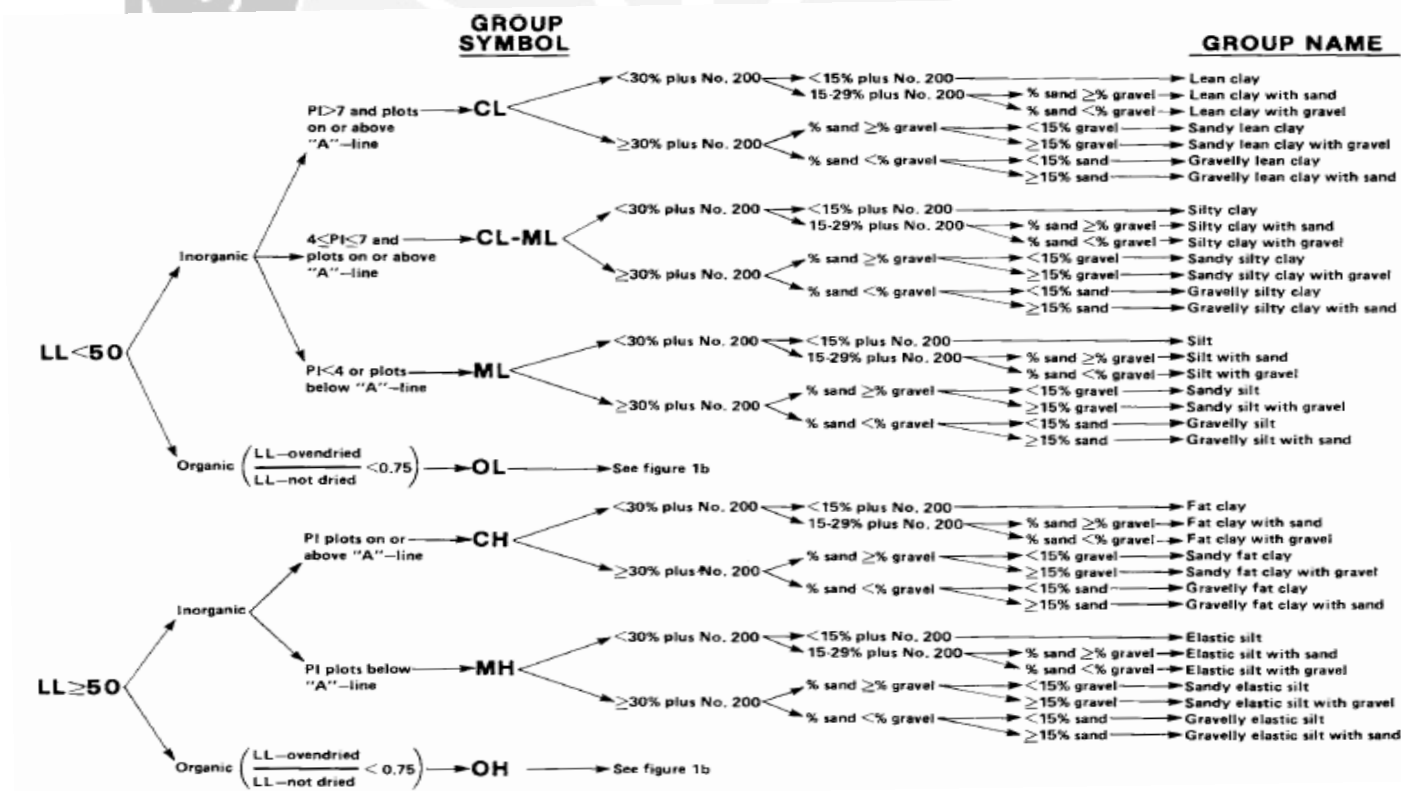 GROUP
SYMBOL
GROUP NAME
LL<50
Inorganic
PI>7 and plots
on or above
"A"—line
CL
<30% plus No. 200
<15% plus No. 200
Lean clay
15-29% plus No. 200
% sand ≥% gravel
Lean clay with sand
% sand <% gravel
Lean clay with gravel
≥30% plus No. 200
% sand ≥% gravel
<15% gravel
Sandy lean clay
≥15% gravel
Sandy lean clay with gravel
% sand <% gravel
<15% sand
Gravelly lean clay
≥15% sand
Gravelly lean clay with sand
4≤PI≤7 and
plots on or above
"A"—line
CL-ML
<30% plus No. 200
<15% plus No. 200
Silty clay
15-29% plus No. 200
% sand ≥% gravel
Silty clay with sand
% sand <% gravel
Silty clay with gravel
≥30% plus No. 200
% sand ≥% gravel
<15% gravel
Sandy silty clay
≥15% gravel
Sandy silty clay with gravel
% sand <% gravel
<15% sand
Gravelly silty clay
≥15% sand
Gravelly silty clay with sand
PI<4 or plots
below "A"—line
ML
<30% plus No. 200
<15% plus No. 200
Silt
15-29% plus No. 200
% sand ≥% gravel
Silt with sand
% sand <% gravel
Silt with gravel
≥30% plus No. 200
% sand ≥% gravel
<15% gravel
Sandy silt
≥15% gravel
Sandy silt with gravel
% sand <% gravel
<15% sand
Gravelly silt
≥15% sand
Gravelly silt with sand
Organic (LL—ovendried
LL—not dried <0.75)
OL
See figure 1b
LL≥50
Inorganic
PI plots on or
above "A"—line
CH
<30% plus No. 200
<15% plus No. 200
Fat clay
15-29% plus No. 200
% sand ≥% gravel
Fat clay with sand
% sand <% gravel
Fat clay with gravel
≥30% plus No. 200
% sand ≥% gravel
<15% gravel
Sandy fat clay
≥15% gravel
Sandy fat clay with gravel
% sand <% gravel
<15% sand
Gravelly fat clay
≥15% sand
Gravelly fat clay with sand
PI plots below
"A"—line
MH
<30% plus No. 200
<15% plus No. 200
Elastic silt
15-29% plus No. 200
% sand ≥% gravel
Elastic silt with sand
% sand <% gravel
Elastic silt with gravel
≥30% plus No. 200
% sand ≥% gravel
<15% gravel
Sandy elastic silt
≥15% gravel
Sandy elastic silt with gravel
% sand <% gravel
<15% sand
Gravelly elastic silt
≥15% sand
Gravelly elastic silt with sand
Organic (LL—ovendried
LL—not dried < 0.75)
OH
See figure 1b